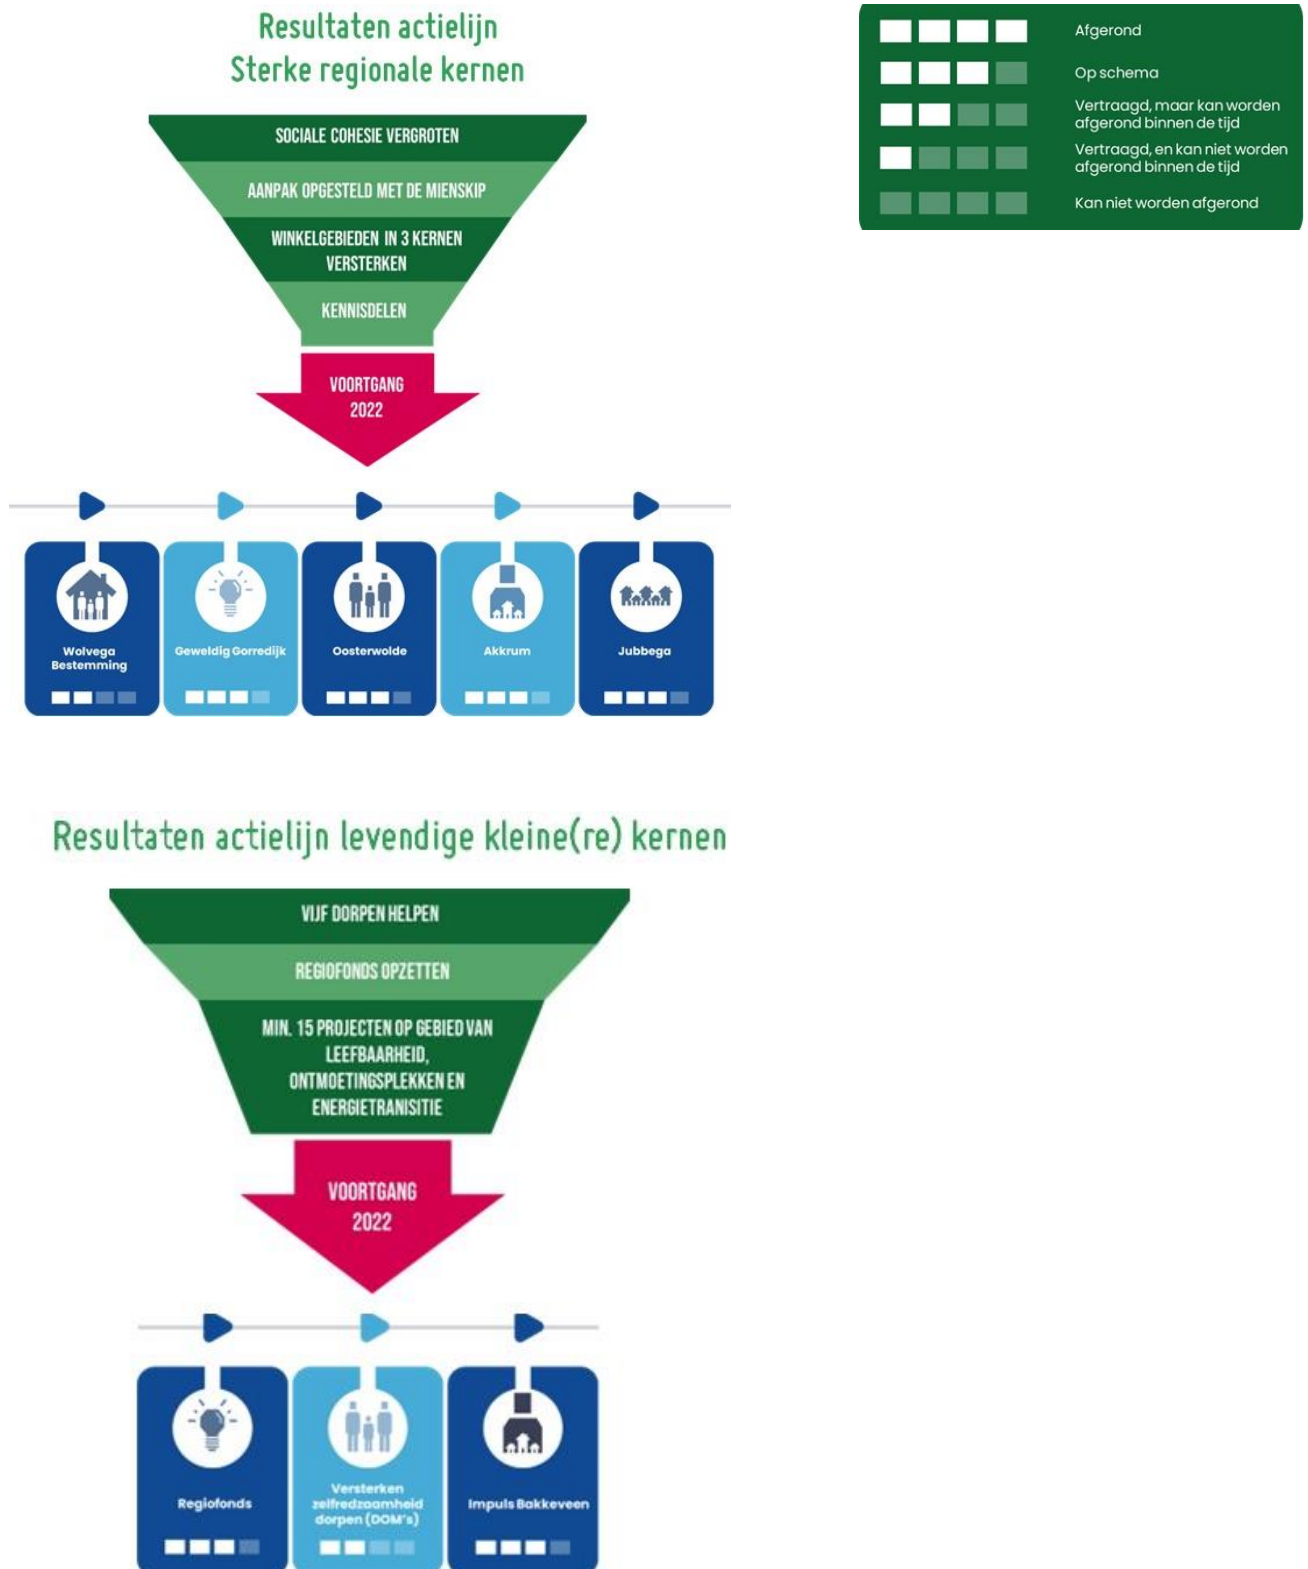 Resultaten actielijn
Sterke regionale kernen
SOCIALE COHESIE VERGROTEN
AANPAK OPGESTELD MET DE MIENSKIP
WINKELGEBIEDEN IN 3 KERNEN
VERSTERKEN
KENNISDELEN
VOORTGANG
2022
Wolvega
Bestemming
Geweldig Gorredijk
Oosterwolde
Akkrum
Jubbega
Afgerond
Op schema
Vertraagd, maar kan worden
afgerond binnen de tijd
Vertraagd, en kan niet worden
afgerond binnen de tijd
Kan niet worden afgerond
Resultaten actielijn levendige kleine(re) kernen
VIJF DORPEN HELPEN
REGIOFONDS OPZETTEN
MIN. 15 PROJECTEN OP GEBIED VAN
LEEFBAARHEID,
ONTMOETINGSPLEKKEN EN
ENERGIETRANISITIE
VOORTGANG
2022
Regiofonds
Versterken
zelfredzaamheid
dorpen (DOM's)
Impuls Bakkeveen